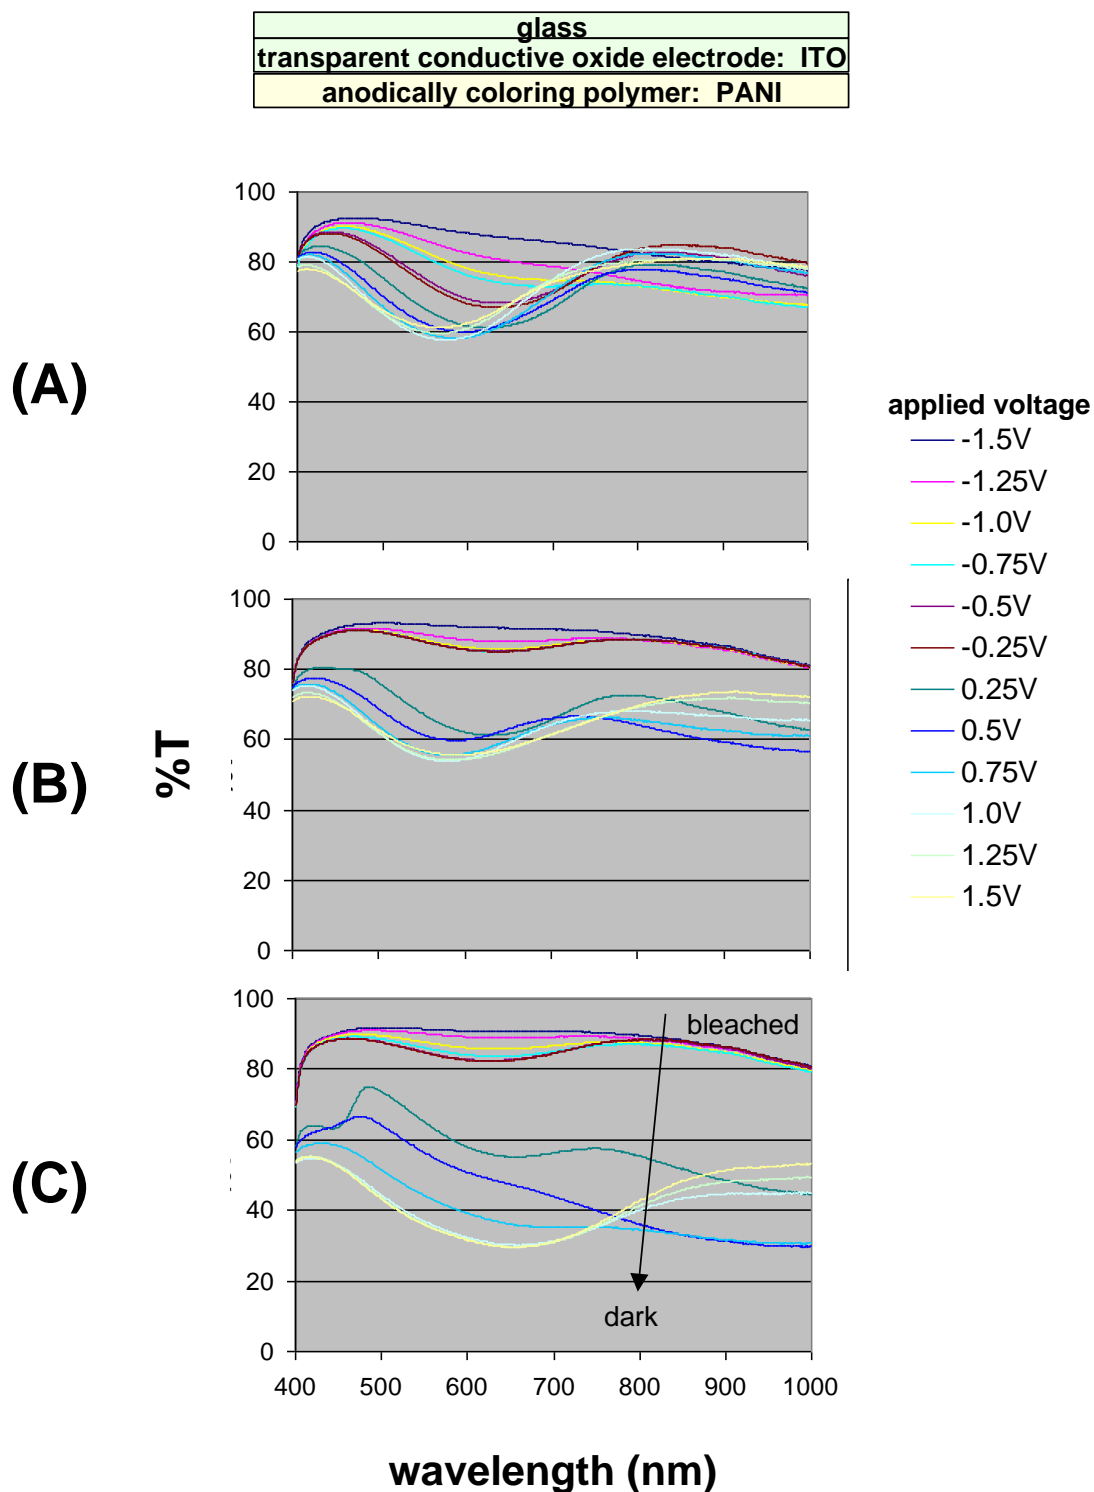 glass
transparent conductive oxide electrode:  ITO
anodically coloring polymer:  PANI
(A)
100
80
60
40
20
0
(B)
%T
100
80
60
40
20
0
(C)
100
80
60
40
20
0
bleached
dark
400 500 600 700 800 900 1000
wavelength (nm)
applied voltage
-1.5V
-1.25V
-1.0V
-0.75V
-0.5V
-0.25V
0.25V
0.5V
0.75V
1.0V
1.25V
1.5V